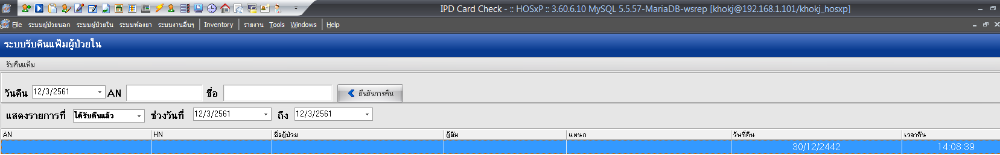 IPD Card Check - :: HOSxP :: 3.60.6.10 MySQL 5.5.57-MariaDB-wsrep [khokj@192.168.1.101/khokj_hosxp]
File ระบบผู้ป่วยนอก ระบบผู้ป่วยใน ระบบห้องยา ระบบงานอื่นๆ Inventory รายงาน Tools Windows Help
ระบบรับคืนแฟ้มผู้ป่วยใน
รับคืนแฟ้ม
วันคืน 12/3/2561 AN ชื่อ ยืนยันการคืน
แสดงรายการที่ ได้รับคืนแล้ว ช่วงวันที่ 12/3/2561 ถึง 12/3/2561
AN HN ชื่อผู้ป่วย ผู้ยืม แผนก วันที่คืน เวลาคืน
30/12/2442 14:08:39